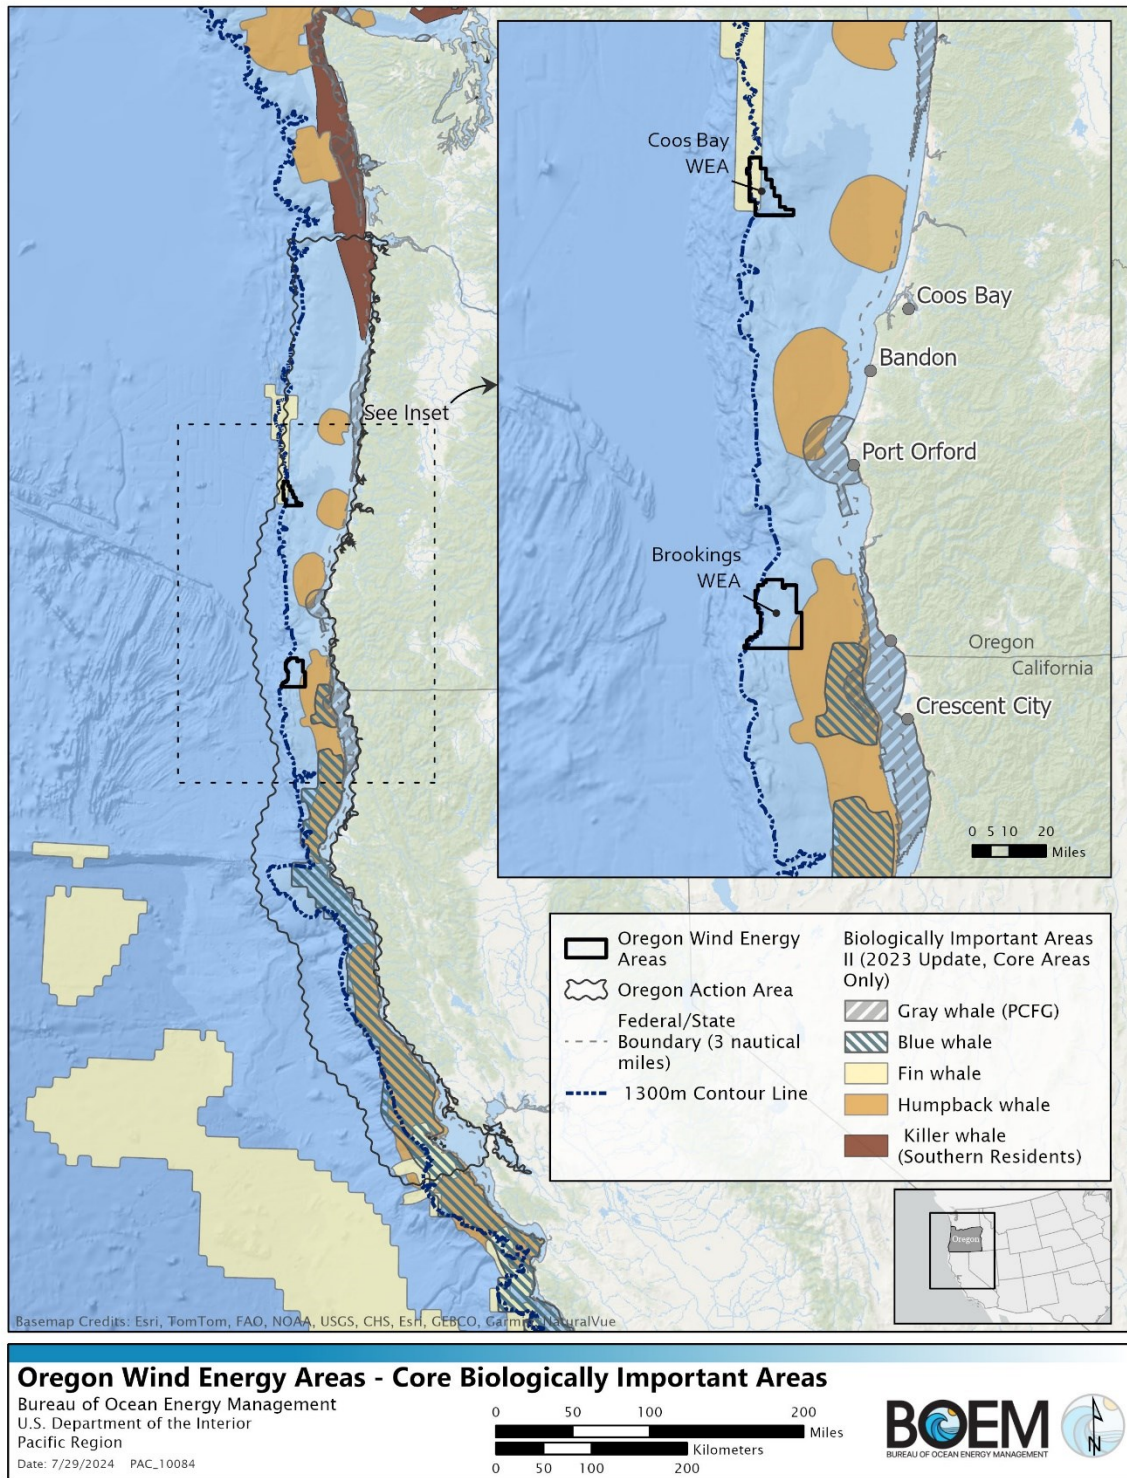 Coos Bay
WEA
Coos Bay
Bandon
See Inset
Port Orford
Brookings
WEA
Oregon
California
Crescent City
0 5 10 20
Miles
Oregon Wind Energy
Areas
Oregon Action Area
Federal/State
Boundary (3 nautical
miles)
1300m Contour Line
Biologically Important Areas
II (2023 Update, Core Areas
Only)
Gray whale (PCFG)
Blue whale
Fin whale
Humpback whale
Killer whale
(Southern Residents)
Oregon
Basemap Credits: Esri, TomTom, FAO, NOAA, USGS, CHS, Esri, GEBCO, Garmin, NaturalVue
Oregon Wind Energy Areas - Core Biologically Important Areas
Bureau of Ocean Energy Management
U.S. Department of the Interior
Pacific Region
Date: 7/29/2024 PAC_10084
0 50 100 200
Miles
Kilometers
0 50 100 200
BOEM
BUREAU OF OCEAN ENERGY MANAGEMENT
N